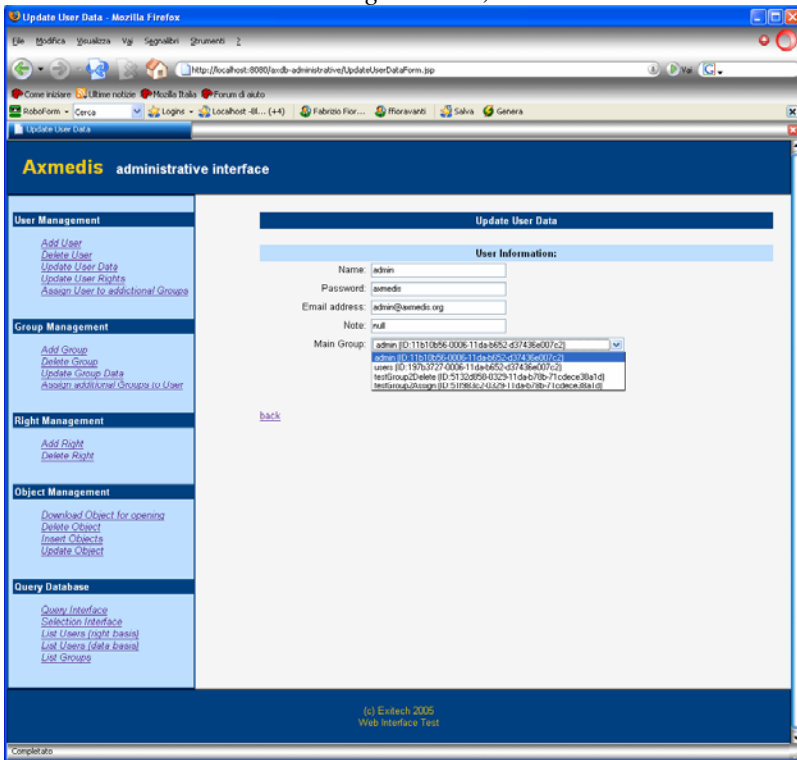 Update User Data - Mozilla Firefox
File Modifica Visualizza Vai Segnalibri Strumenti ?
http://localhost:8080/axdb-administrative/UpdateUserDataForm.jsp Vai
Come iniziare Ultime notizie Mozilla Italia Forum di aiuto
RoboForm Cerca Logins Localhost -8l... (+4) Fabrizio Fior... ffioravanti Salva Genera
Update User Data
Axmedis administrative interface
User Management
Add User
Delete User
Update User Data
Update User Rights
Assign User to addictional Groups
Group Management
Add Group
Delete Group
Update Group Data
Assign additional Groups to User
Right Management
Add Right
Delete Right
Object Management
Download Object for opening
Delete Object
Insert Objects
Update Object
Query Database
Query Interface
Selection Interface
List Users (right basis)
List Users (data basis)
List Groups
Update User Data
User Information:
Name: admin
Password: axmedis
Email address: admin@axmedis.org
Note: null
Main Group: admin (ID:11b10b56-0006-11da-b652-d37436e007c2)
admin (ID:11b10b56-0006-11da-b652-d37436e007c2)
users (ID:197b3727-0006-11da-b652-d37436e007c2)
testGroup2Delete (ID:5132d058-0329-11da-b78b-71cdece38a1d)
testGroup2Assign
back
(c) Exitech 2005
Web Interface Test
Completato